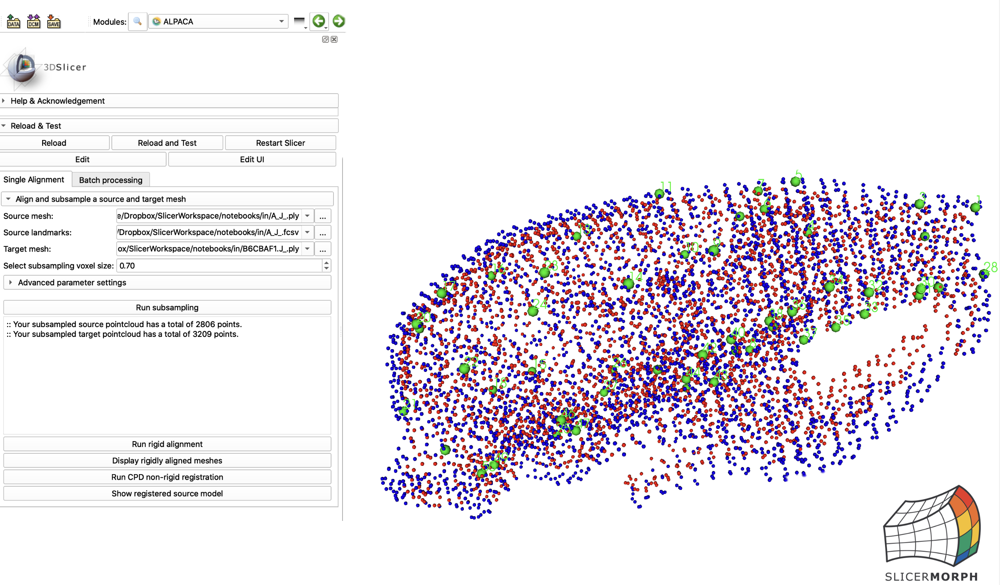 DATA DCM SAVE Modules: ALPACA
3DSlicer
Help & Acknowledgement
Reload & Test
Reload Reload and Test Restart Slicer
Edit Edit UI
Single Alignment Batch processing
Align and subsample a source and target mesh
Source mesh: e/Dropbox/SlicerWorkspace/notebooks/in/A_J_.ply ...
Source landmarks: /Dropbox/SlicerWorkspace/notebooks/in/A_J_.fcsv ...
Target mesh: ox/SlicerWorkspace/notebooks/in/B6CBAF1.J_.ply ...
Select subsampling voxel size: 0.70
Advanced parameter settings
Run subsampling
:: Your subsampled source pointcloud has a total of 2806 points.
:: Your subsampled target pointcloud has a total of 3209 points.
Run rigid alignment
Display rigidly aligned meshes
Run CPD non-rigid registration
Show registered source model
5
11
7
3
1
6
13
4
10
9
16
23
14
28
17
34
32
30
24
36
33
20
38
35
37
40
8
42
22
15
26
44
43
18
27
21
46
47
25
49
50
SLICERMORPH